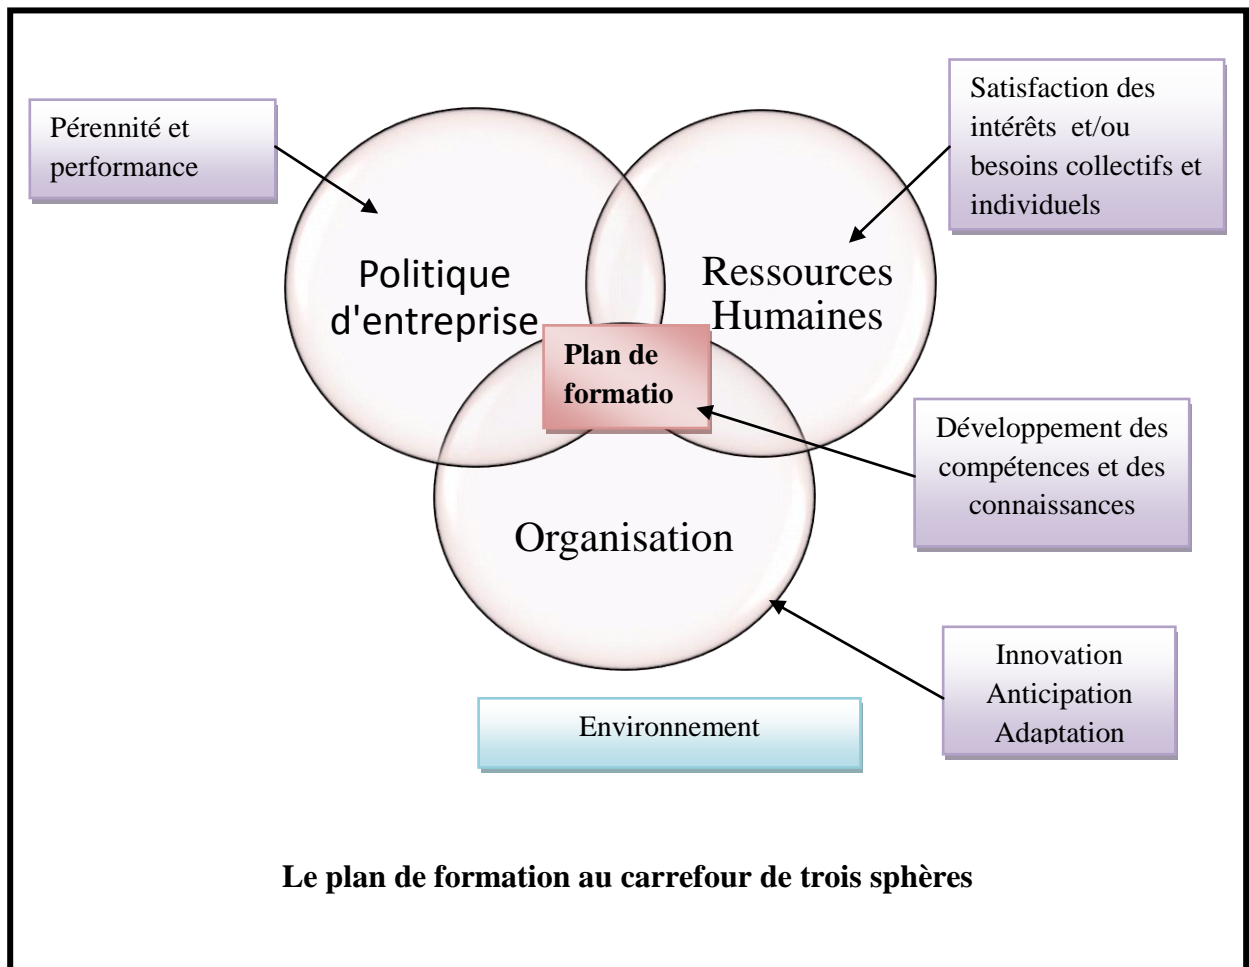 Pérennité et
performance
Satisfaction des
intérêts et/ou
besoins collectifs et
individuels
Politique
d'entreprise
Ressources
Humaines
Plan de
formatio
Développement des
compétences et des
connaissances
Organisation
Innovation
Anticipation
Adaptation
Environnement
Le plan de formation au carrefour de trois sphères